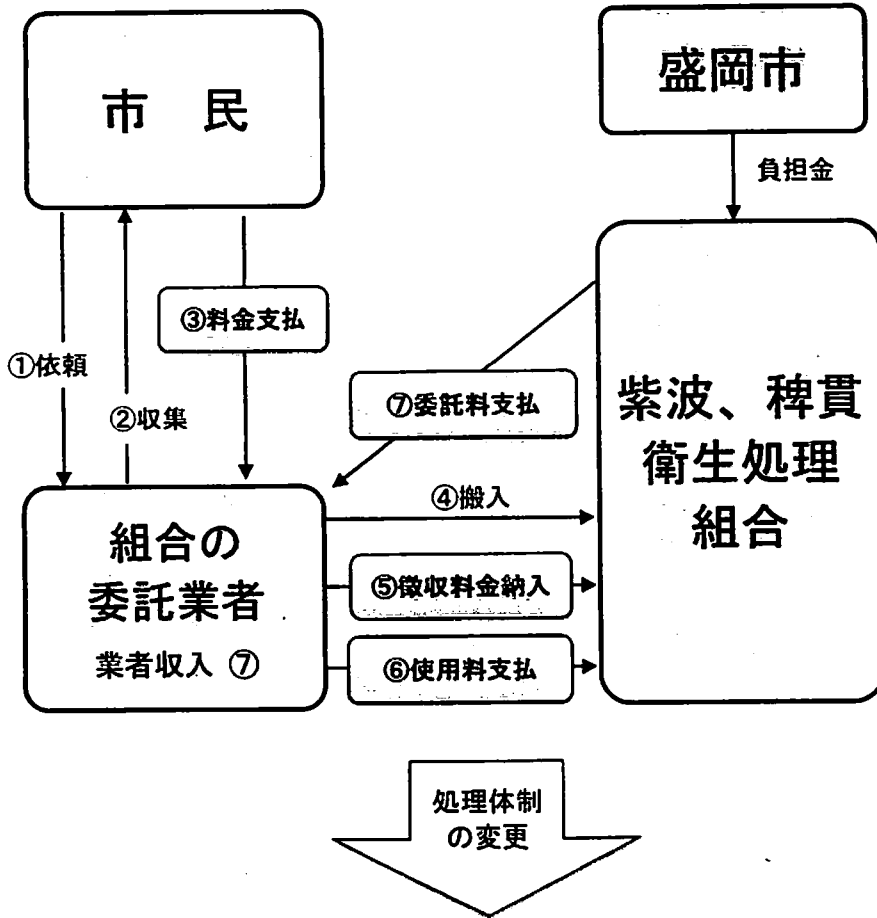 市 民
盛岡市
負担金
③料金支払
①依頼
②収集
⑦委託料支払
紫波、稗貫
衛生処理
組合
④搬入
組合の
委託業者
業者収入 ⑦
⑤徴収料金納入
⑥使用料支払
処理体制
の変更